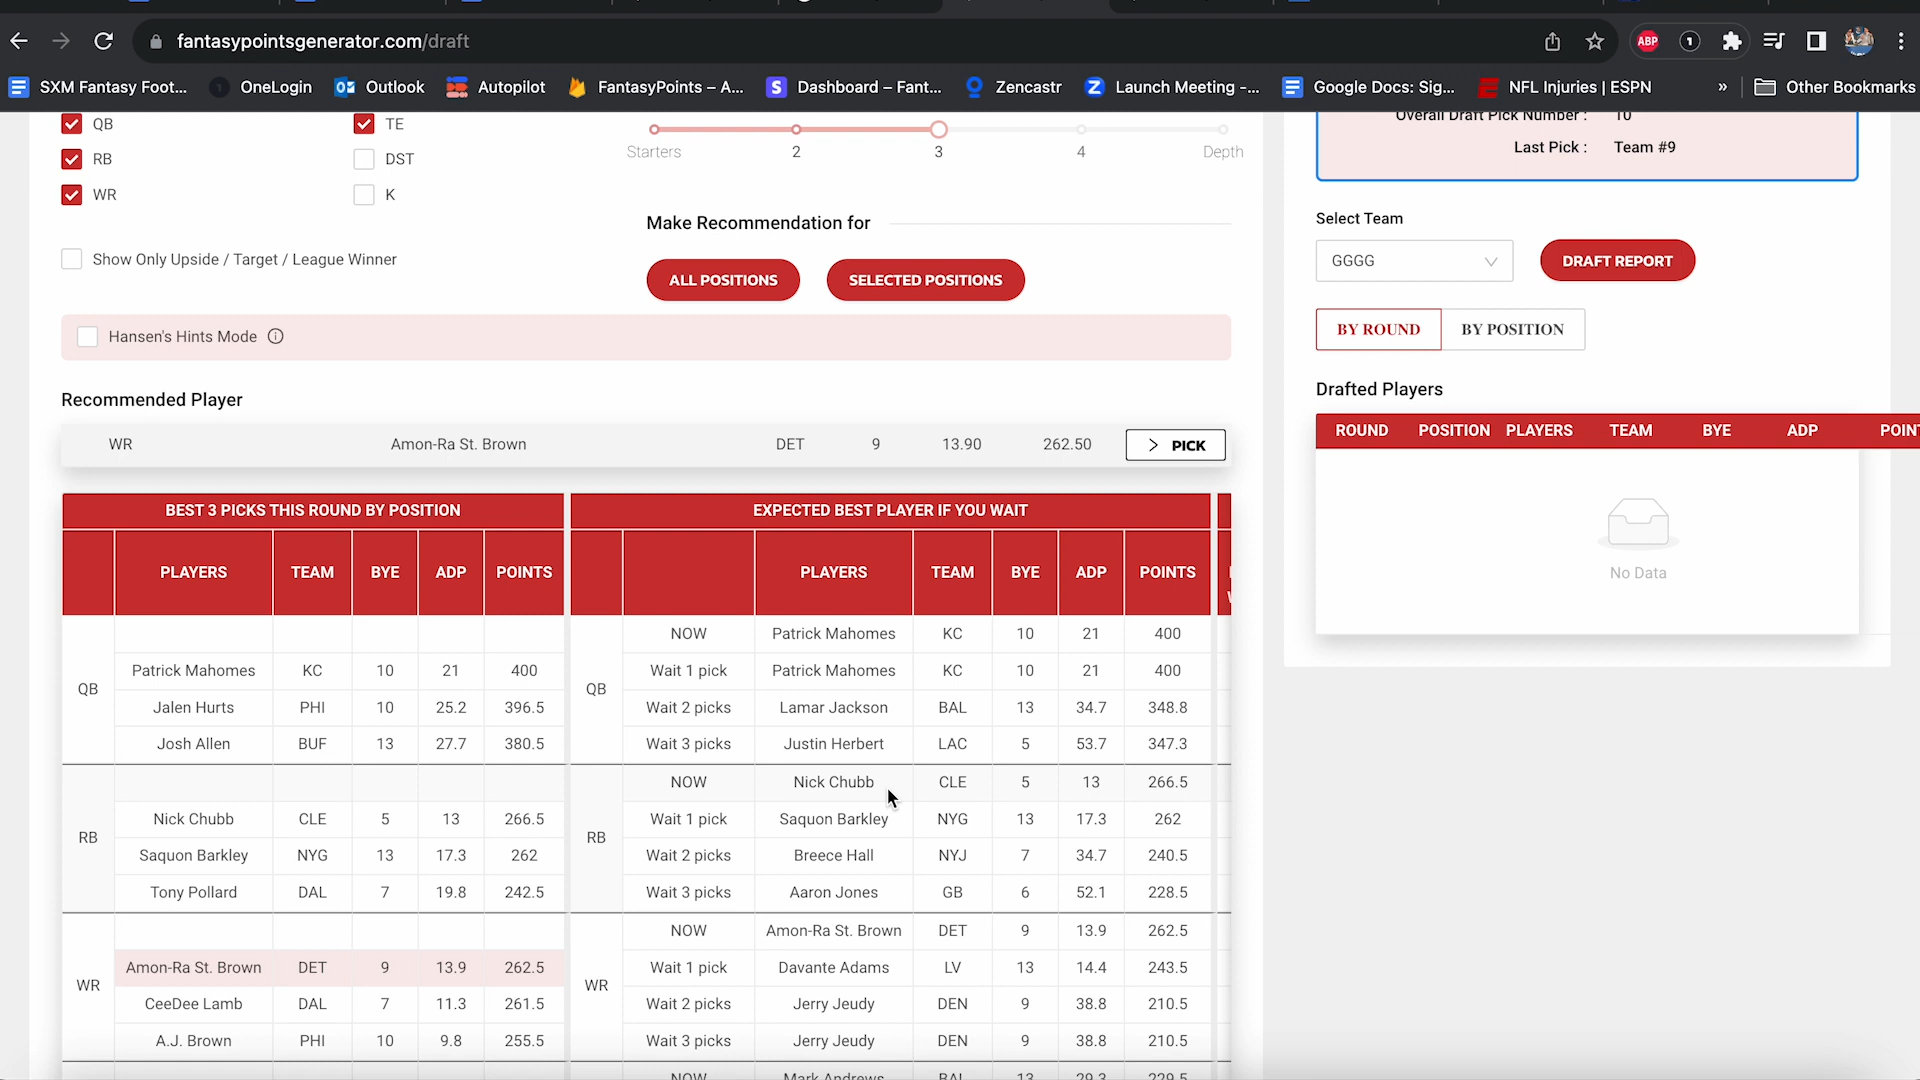 fantasypointsgenerator.com/draft
ABP
SXM Fantasy Foot... OneLogin Outlook Autopilot FantasyPoints – A... Dashboard – Fant... Zencastr Launch Meeting -... Google Docs: Sig... NFL Injuries | ESPN » Other Bookmarks
QB TE
RB DST
WR K
Starters 2 3 4 Depth
Make Recommendation for
Show Only Upside / Target / League Winner
ALL POSITIONS SELECTED POSITIONS
Hansen's Hints Mode
Recommended Player
WR Amon-Ra St. Brown DET 9 13.90 262.50 > PICK
BEST 3 PICKS THIS ROUND BY POSITION
PLAYERS TEAM BYE ADP POINTS
QB
Patrick Mahomes KC 10 21 400
Jalen Hurts PHI 10 25.2 396.5
Josh Allen BUF 13 27.7 380.5
RB
Nick Chubb CLE 5 13 266.5
Saquon Barkley NYG 13 17.3 262
Tony Pollard DAL 7 19.8 242.5
WR
Amon-Ra St. Brown DET 9 13.9 262.5
CeeDee Lamb DAL 7 11.3 261.5
A.J. Brown PHI 10 9.8 255.5
EXPECTED BEST PLAYER IF YOU WAIT
PLAYERS TEAM BYE ADP POINTS
QB
NOW Patrick Mahomes KC 10 21 400
Wait 1 pick Patrick Mahomes KC 10 21 400
Wait 2 picks Lamar Jackson BAL 13 34.7 348.8
Wait 3 picks Justin Herbert LAC 5 53.7 347.3
RB
NOW Nick Chubb CLE 5 13 266.5
Wait 1 pick Saquon Barkley NYG 13 17.3 262
Wait 2 picks Breece Hall NYJ 7 34.7 240.5
Wait 3 picks Aaron Jones GB 6 52.1 228.5
WR
NOW Amon-Ra St. Brown DET 9 13.9 262.5
Wait 1 pick Davante Adams LV 13 14.4 243.5
Wait 2 picks Jerry Jeudy DEN 9 38.8 210.5
Wait 3 picks Jerry Jeudy DEN 9 38.8 210.5
NOW Mark Andrews BAL 13 29.3 229.5
Overall Draft Pick Number : 10
Last Pick : Team #9
Select Team
GGGG DRAFT REPORT
BY ROUND BY POSITION
Drafted Players
ROUND POSITION PLAYERS TEAM BYE ADP POIN
No Data